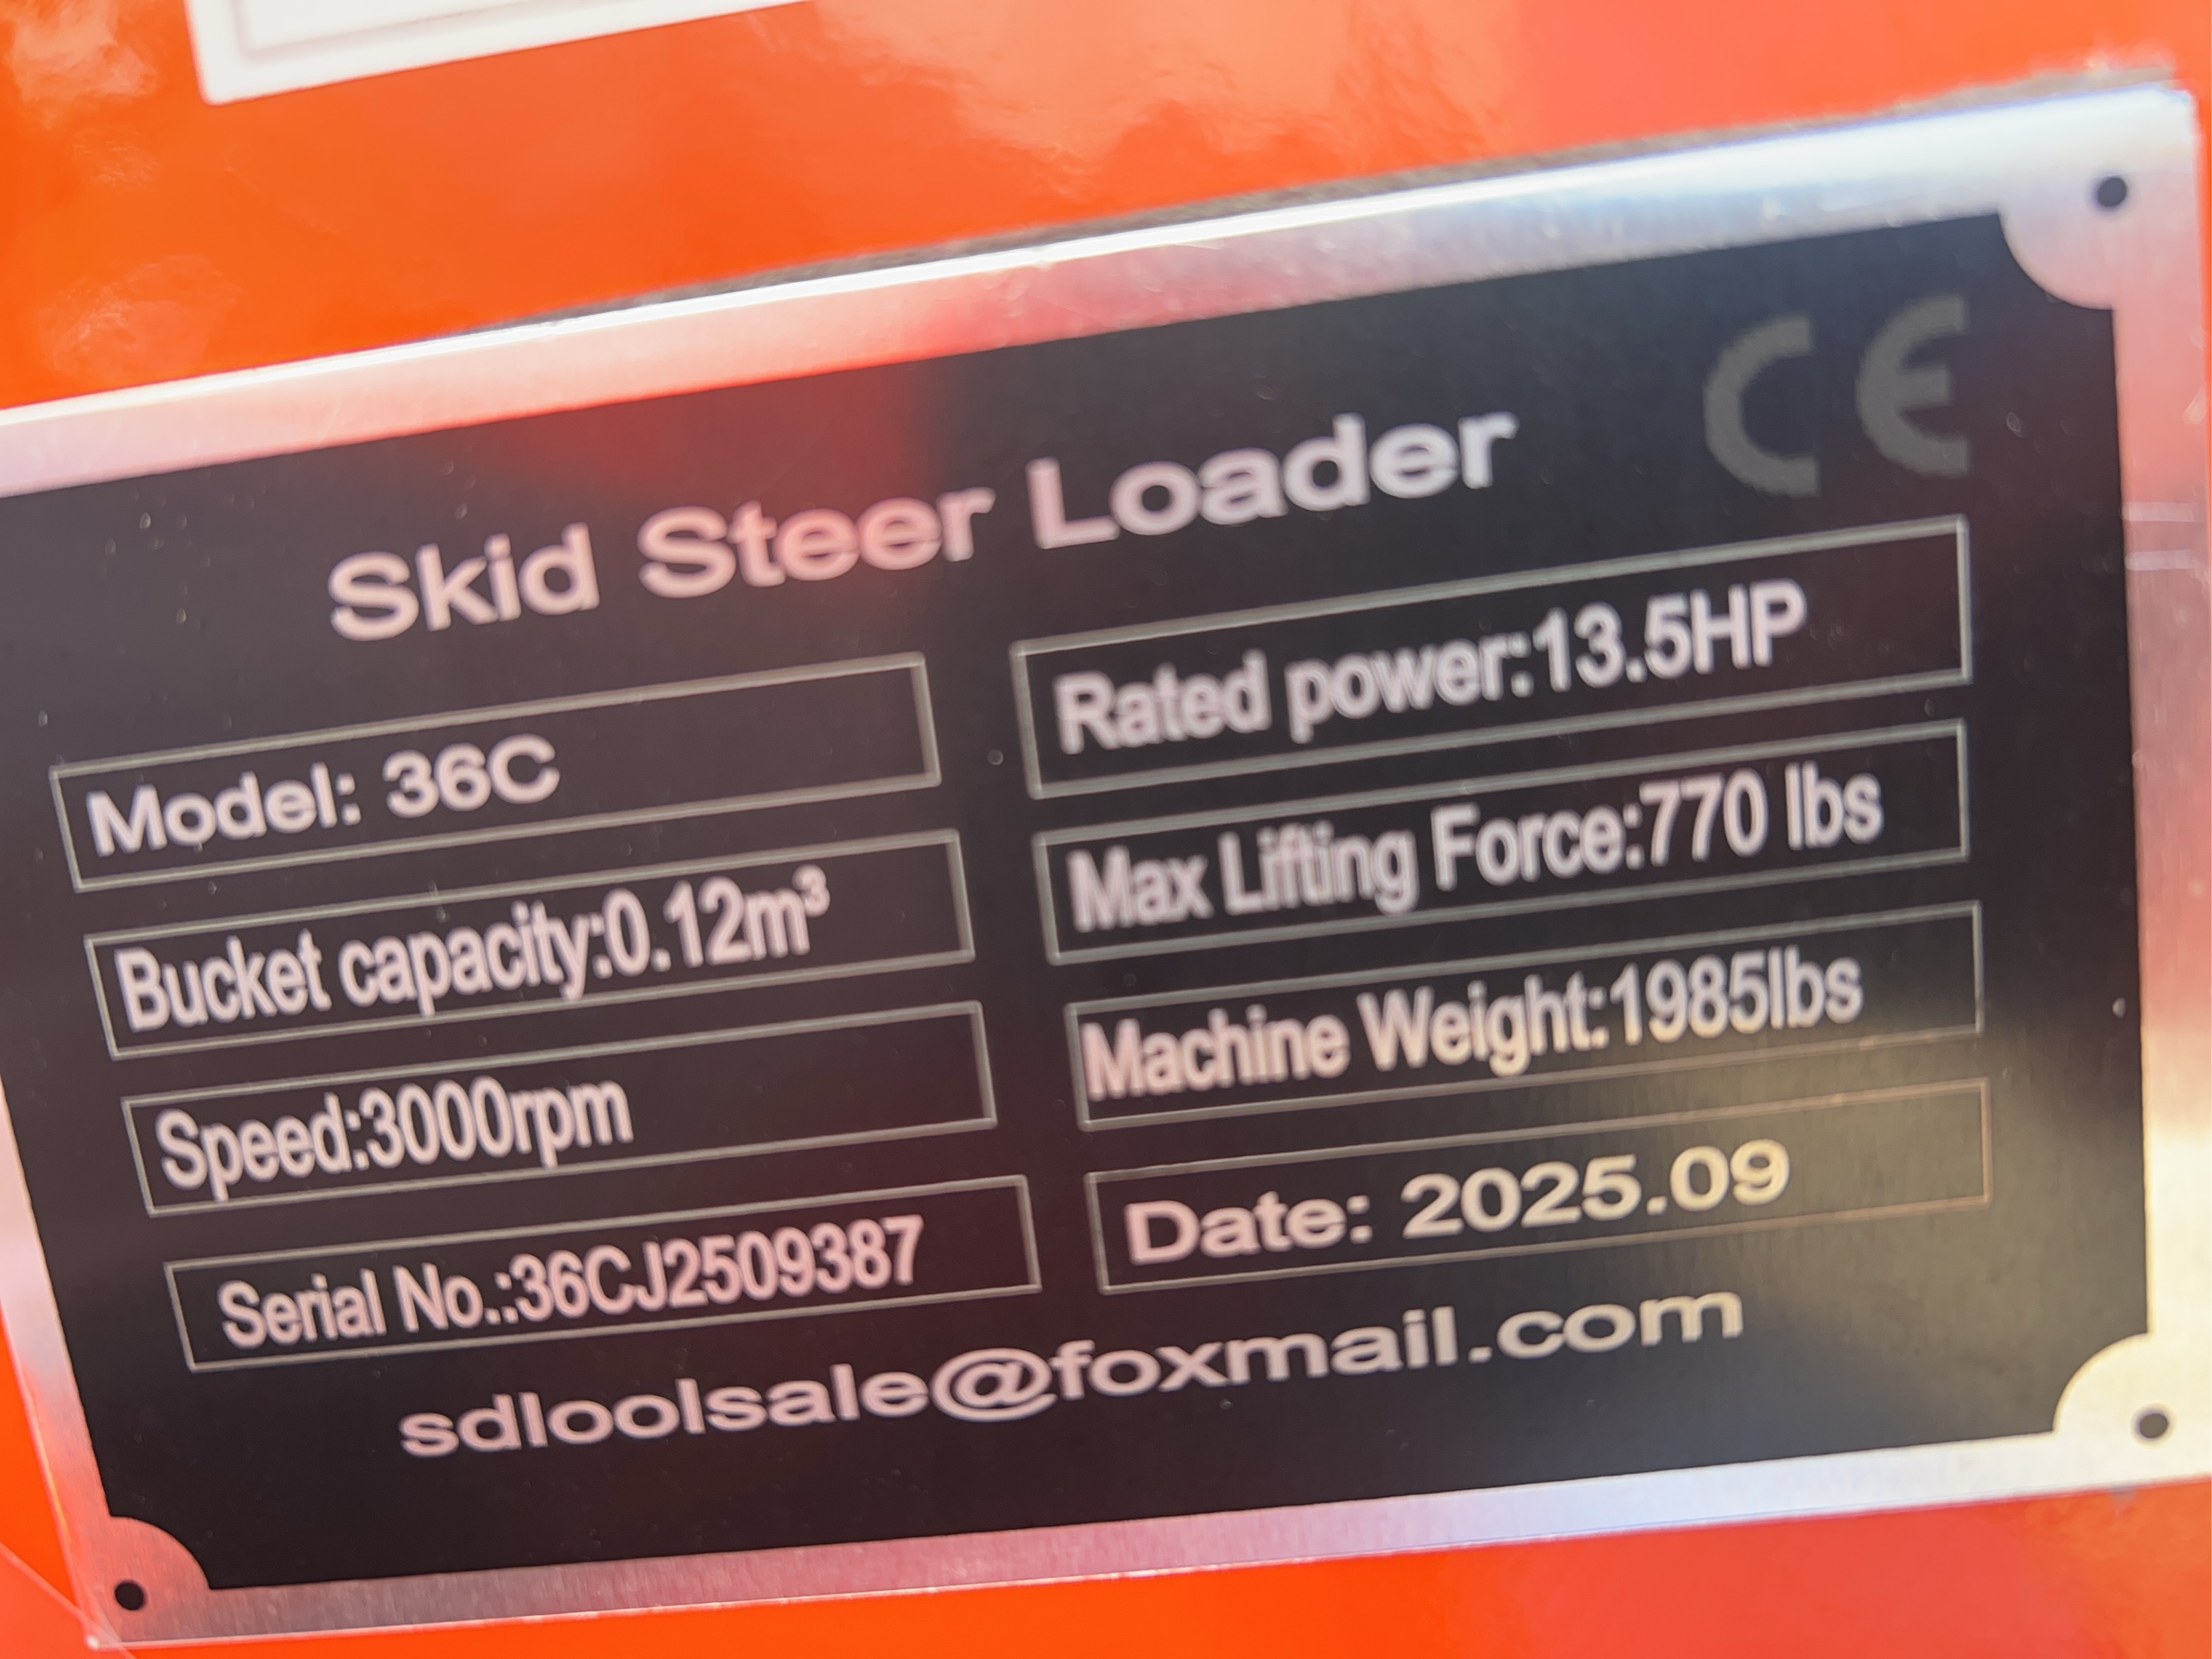 CE
Skid Steer Loader
Model: 36C
Rated power:13.5HP
Bucket capacity:0.12m³
Max Lifting Force:770 lbs
Speed:3000rpm
Machine Weight:1985lbs
Serial No.:36CJ2509387
Date: 2025.09
sdloolsale@foxmail.com